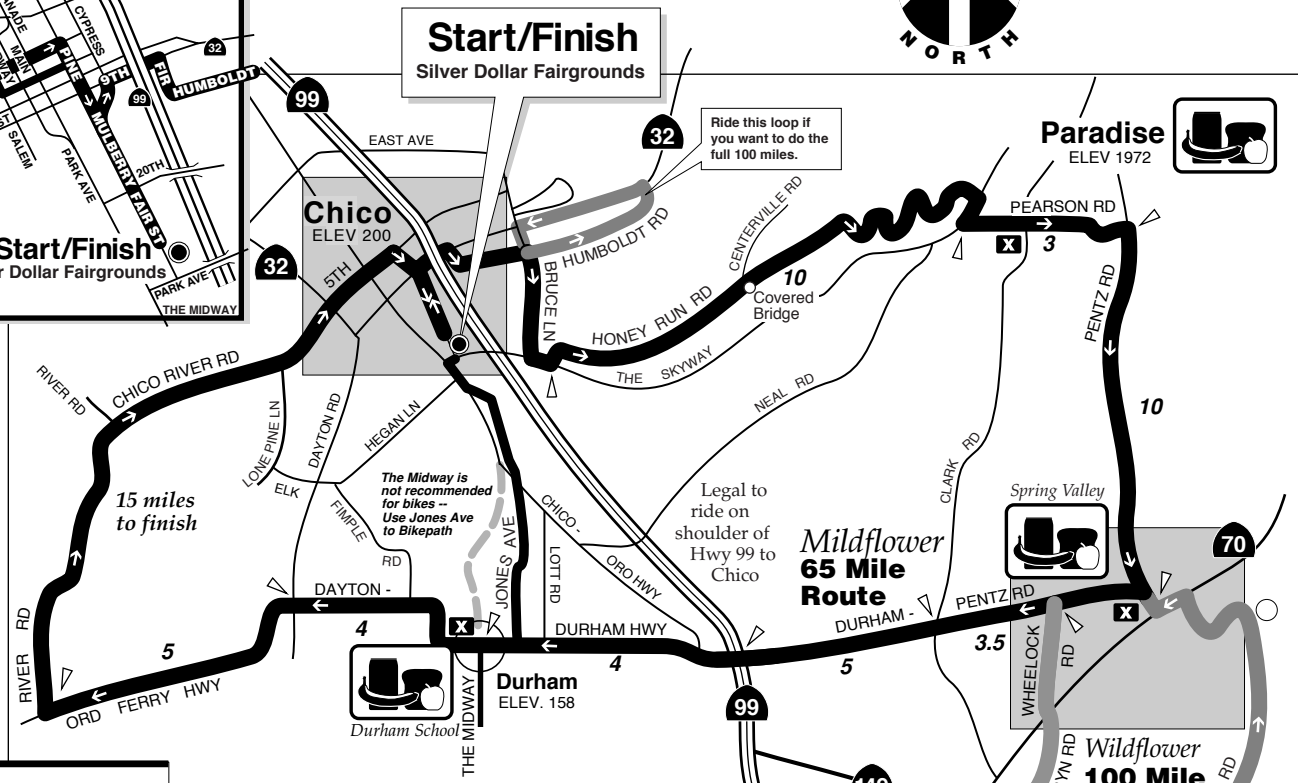 CYPRESS
MAIN
PINE
9TH
FIR
HUMBOLDT
32
99
SALEM
PARK AVE
MULBERRY
FAIR ST
20TH
Start/Finish
Dollar Fairgrounds
PARK AVE
THE MIDWAY
Start/Finish
Silver Dollar Fairgrounds
NORTH
99
EAST AVE
32
Ride this loop if
you want to do the
full 100 miles.
Paradise
ELEV 1972
Chico
ELEV 200
32
5TH
HUMBOLDT RD
CENTERVILLE RD
PEARSON RD
X
3
BRUCE LN
10
Covered
Bridge
HONEY RUN RD
THE SKYWAY
PENTZ RD
CHICO RIVER RD
RIVER RD
NEAL RD
10
LONE PINE LN
DAYTON RD
HEGAN LN
CLARK RD
15 miles
to finish
ELK
The Midway is
not recommended
for bikes --
Use Jones Ave
to Bikepath
FIMPLE
RD
JONES AVE
CHICO -
ORO HWY
LOTT RD
Legal to
ride on
shoulder of
Hwy 99 to
Chico
Mildflower
65 Mile
Route
Spring Valley
70
DAYTON -
4
X
DURHAM HWY
4
DURHAM -
PENTZ RD
5
3.5
X
WHEELOCK
RD
RIVER RD
5
ORD FERRY HWY
Durham
ELEV. 158
Durham School
THE MIDWAY
99
Wildflower
100 Mile
RD